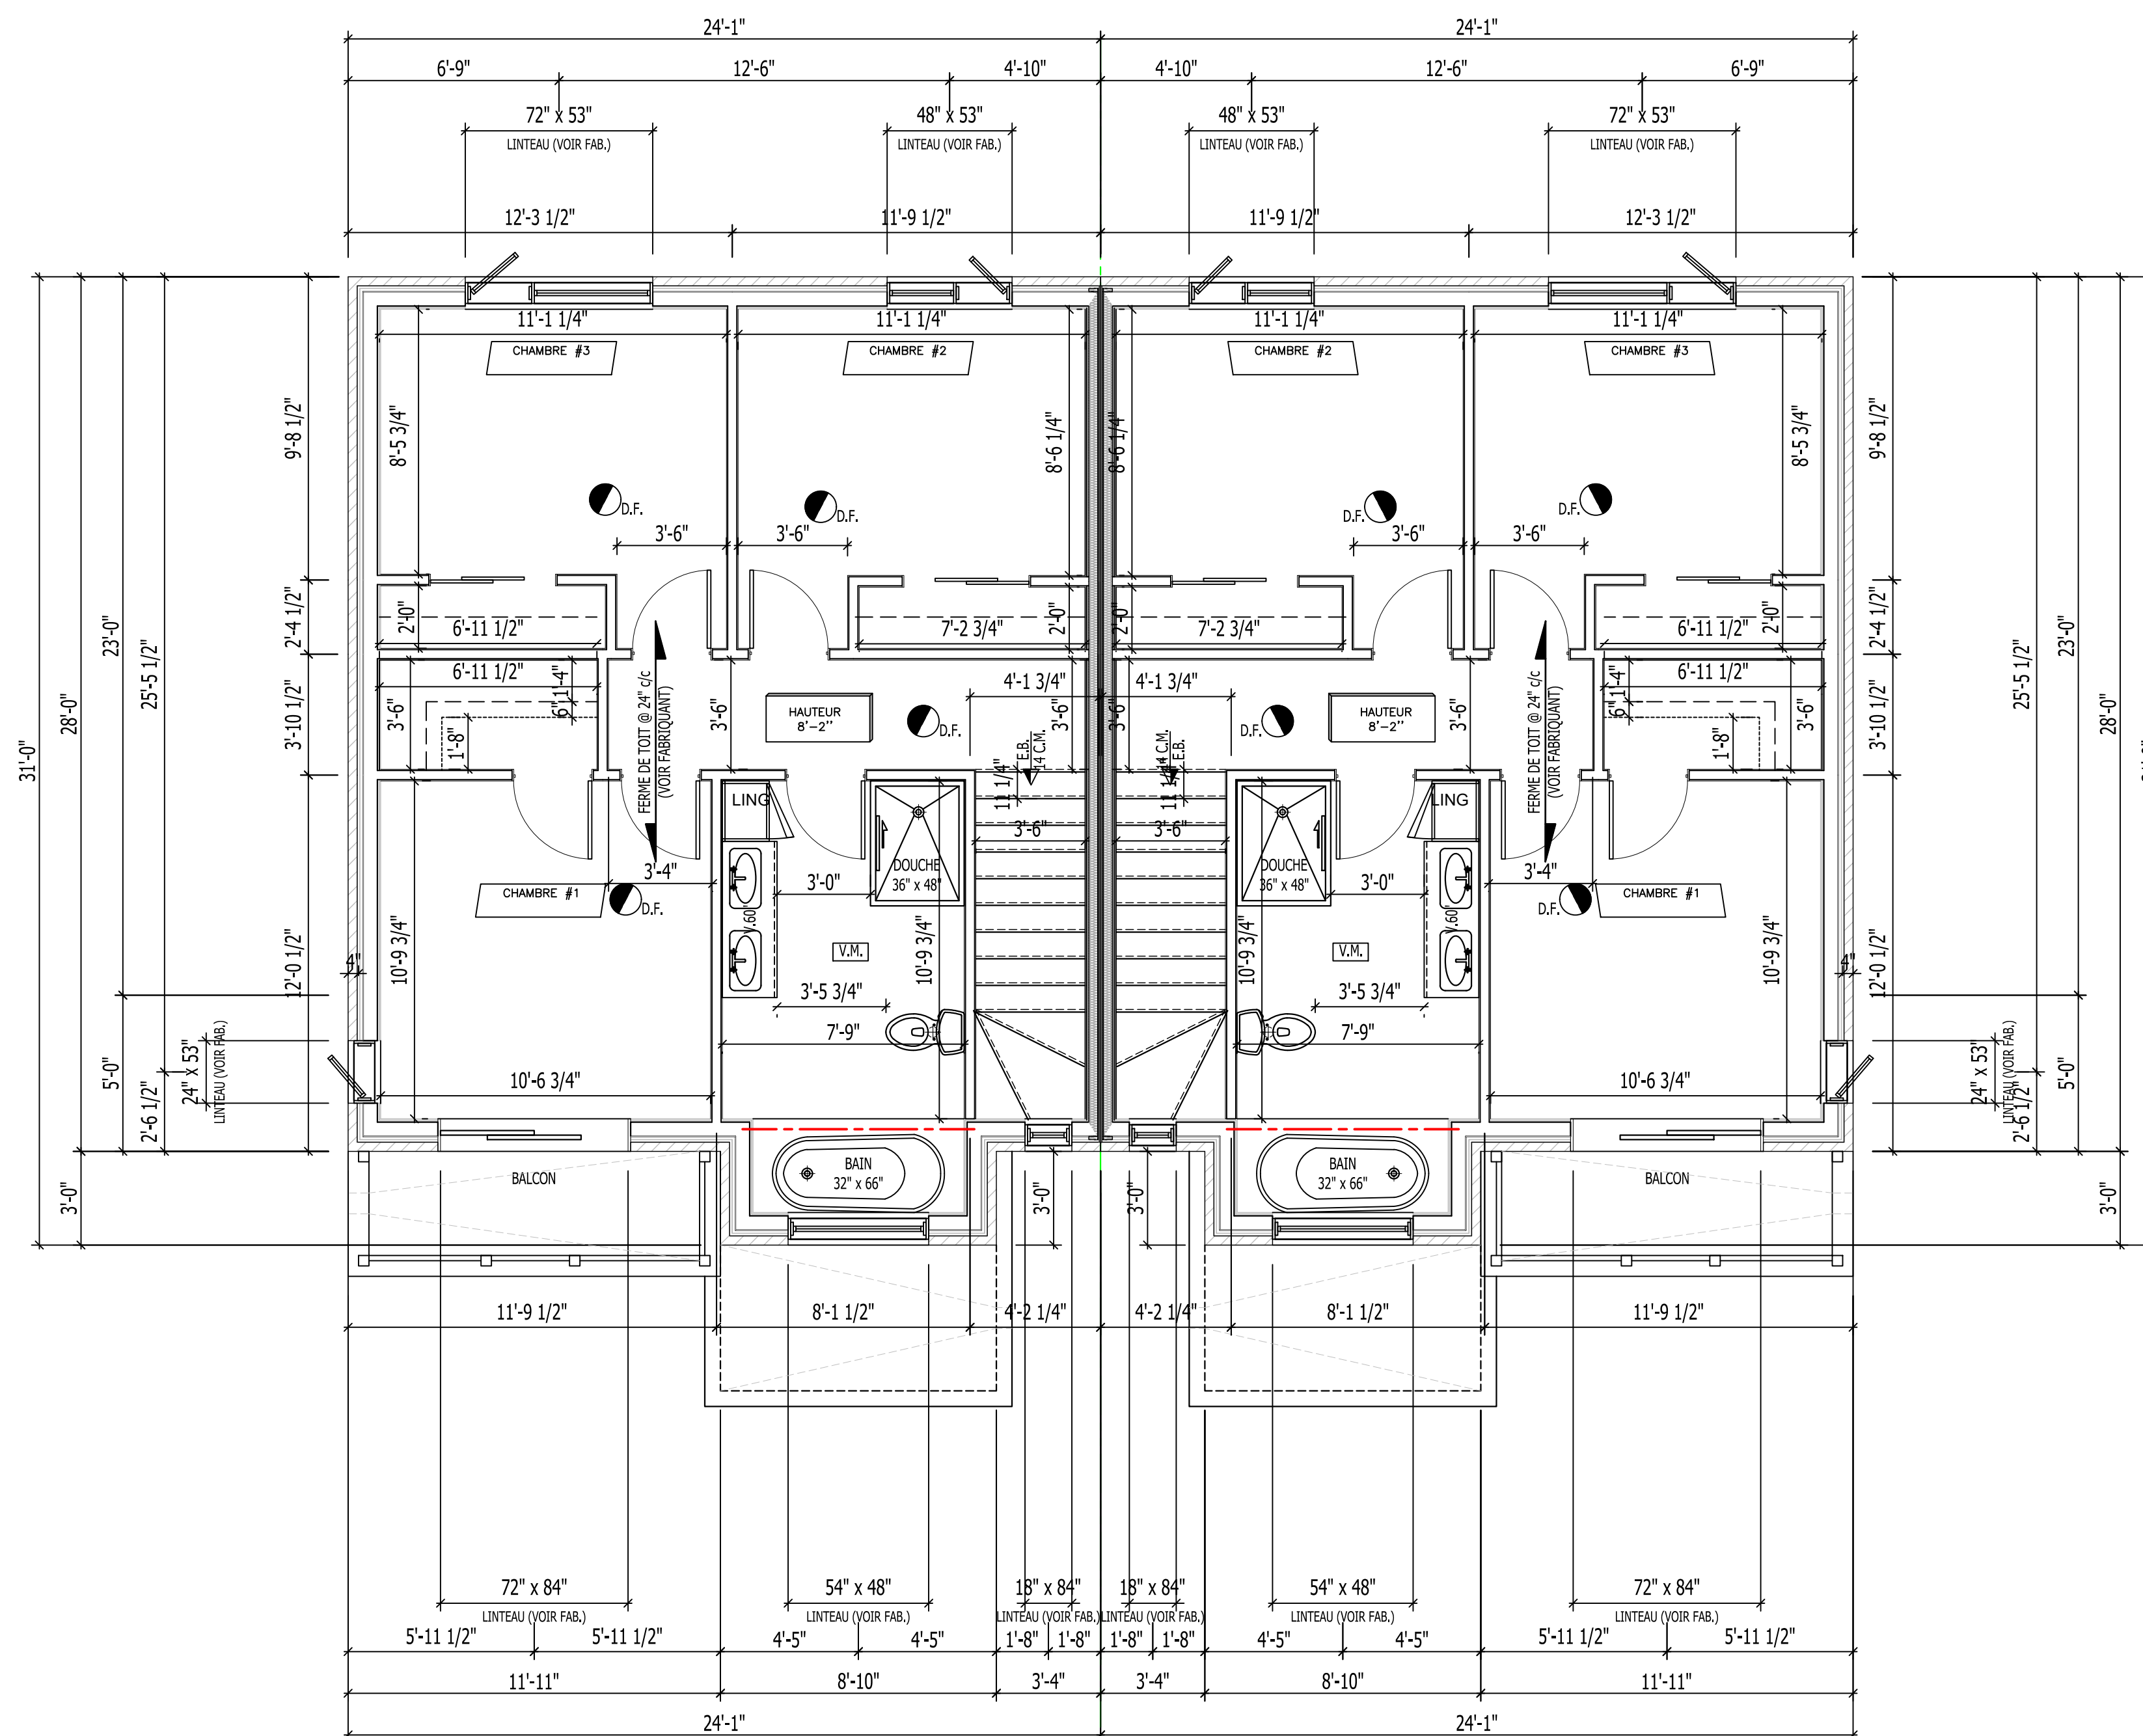 24'-1" 24'-1"
6'-9" 12'-6" 4'-10" 4'-10" 12'-6" 6'-9"
72" x 53" 48" x 53" 48" x 53" 72" x 53"
LINTEAU (VOIR FAB.) LINTEAU (VOIR FAB.) LINTEAU (VOIR FAB.) LINTEAU (VOIR FAB.)
12'-3 1/2" 11'-9 1/2" 11'-9 1/2" 12'-3 1/2"
11'-1 1/4" 11'-1 1/4" 11'-1 1/4" 11'-1 1/4"
CHAMBRE #3 CHAMBRE #2 CHAMBRE #2 CHAMBRE #3
9'-8 1/2" 8'-5 3/4" 8'-6 1/4" 8'-6 1/4" 8'-5 3/4" 9'-8 1/2"
D.F. D.F. D.F. D.F.
3'-6" 3'-6" 3'-6" 3'-6"
23'-0" 2'-4 1/2" 2'-0" 2'-0" 2'-0" 2'-0" 2'-4 1/2" 23'-0"
6'-11 1/2" 7'-2 3/4" 7'-2 3/4" 6'-11 1/2"
25'-5 1/2" 25'-5 1/2"
6'-11 1/2" 4'-1 3/4" 4'-1 3/4" 6'-11 1/2"
31'-0" 28'-0" 3'-10 1/2" 3'-6" 6" 1'-4" 3'-6" 3'-6" 3'-6" 3'-6" 6" 1'-4" 3'-6" 3'-10 1/2" 28'-0"
1'-8" 1'-8"
FERME DE TOIT @ 24" c/c
(VOIR FABRIQUANT)
FERME DE TOIT @ 24" c/c
(VOIR FABRIQUANT)
HAUTEUR
8'-2''
D.F.
D.F.
HAUTEUR
8'-2''
E.B.
14 C.M.
14 C.M.
E.B.
11 1/4" 11 1/4"
LING LING
3'-6" 3'-6"
DOUCHE
36" x 48"
DOUCHE
36" x 48"
3'-4" 3'-0" 3'-0" 3'-4"
CHAMBRE #1 CHAMBRE #1
D.F. D.F.
V.60" V.60"
V.M. V.M.
4" 12'-0 1/2" 10'-9 3/4" 10'-9 3/4" 10'-9 3/4" 10'-9 3/4" 12'-0 1/2" 4"
3'-5 3/4" 3'-5 3/4"
7'-9" 7'-9"
5'-0" 2'-6 1/2" 24" x 53" LINTEAU (VOIR FAB.)
LINTEAU (VOIR FAB.) 24" x 53" 2'-6 1/2" 5'-0"
10'-6 3/4" 10'-6 3/4"
BALCON BALCON
BAIN
32" x 66"
BAIN
32" x 66"
3'-0" 3'-0" 3'-0" 3'-0"
11'-9 1/2" 8'-1 1/2" 4'-2 1/4" 4'-2 1/4" 8'-1 1/2" 11'-9 1/2"
72" x 84" 54" x 48" 18" x 84" 18" x 84" 54" x 48" 72" x 84"
LINTEAU (VOIR FAB.) LINTEAU (VOIR FAB.) LINTEAU (VOIR FAB.) LINTEAU (VOIR FAB.) LINTEAU (VOIR FAB.) LINTEAU (VOIR FAB.)
5'-11 1/2" 5'-11 1/2" 4'-5" 4'-5" 1'-8" 1'-8" 1'-8" 1'-8" 4'-5" 4'-5" 5'-11 1/2" 5'-11 1/2"
11'-11" 8'-10" 3'-4" 3'-4" 8'-10" 11'-11"
24'-1" 24'-1"